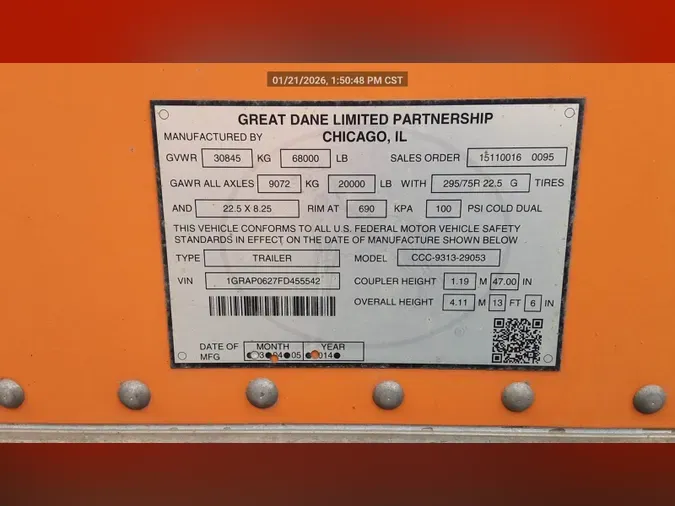 01/21/2026, 1:50:48 PM CST
GREAT DANE LIMITED PARTNERSHIP
MANUFACTURED BY CHICAGO, IL
GVWR 30845 KG 68000 LB SALES ORDER 15110016 0095
GAWR ALL AXLES 9072 KG 20000 LB WITH 295/75R 22.5 G TIRES
AND 22.5 X 8.25 RIM AT 690 KPA 100 PSI COLD DUAL
THIS VEHICLE CONFORMS TO ALL U.S. FEDERAL MOTOR VEHICLE SAFETY
STANDARDS IN EFFECT ON THE DATE OF MANUFACTURE SHOWN BELOW
TYPE TRAILER MODEL CCC-9313-29053
VIN 1GRAP0627FD455542 COUPLER HEIGHT 1.19 M 47.00 IN
OVERALL HEIGHT 4.11 M 13 FT 6 IN
DATE OF MFG MONTH YEAR
05